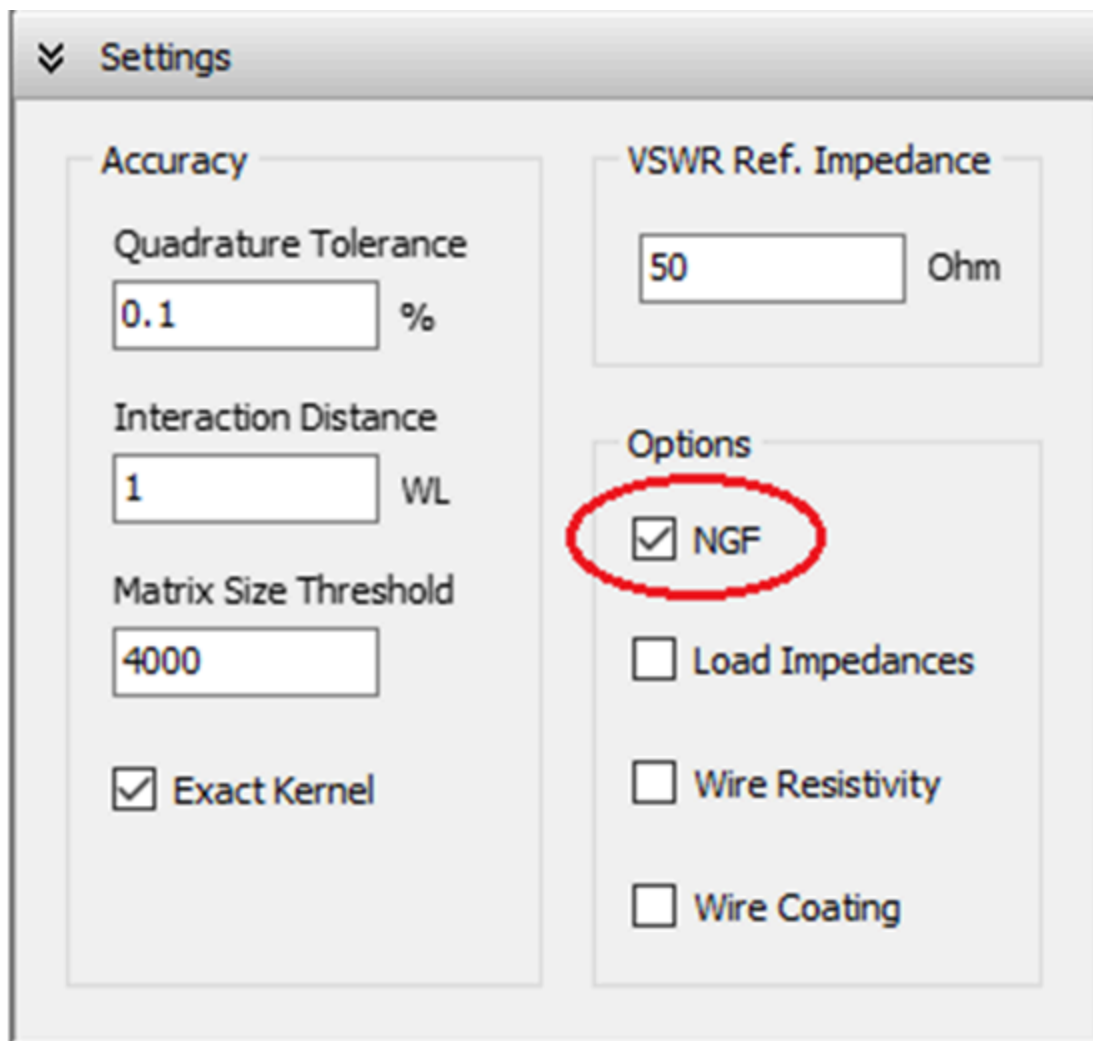 Settings
Accuracy
Quadrature Tolerance
0.1 %
Interaction Distance
1 WL
Matrix Size Threshold
4000
Exact Kernel
VSWR Ref. Impedance
50 Ohm
Options
NGF
Load Impedances
Wire Resistivity
Wire Coating